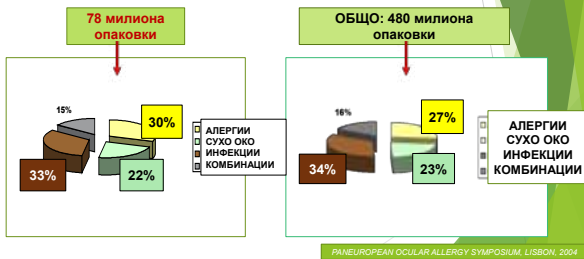 78 милиона
опаковки
ОБЩО: 480 милиона
опаковки
15%
30%
33%
22%
АЛЕРГИИ
СУХО ОКО
ИНФЕКЦИИ
КОМБИНАЦИИ
16%
27%
34%
23%
АЛЕРГИИ
СУХО ОКО
ИНФЕКЦИИ
КОМБИНАЦИИ
PANEUROPEAN OCULAR ALLERGY SYMPOSIUM, LISBON, 2004